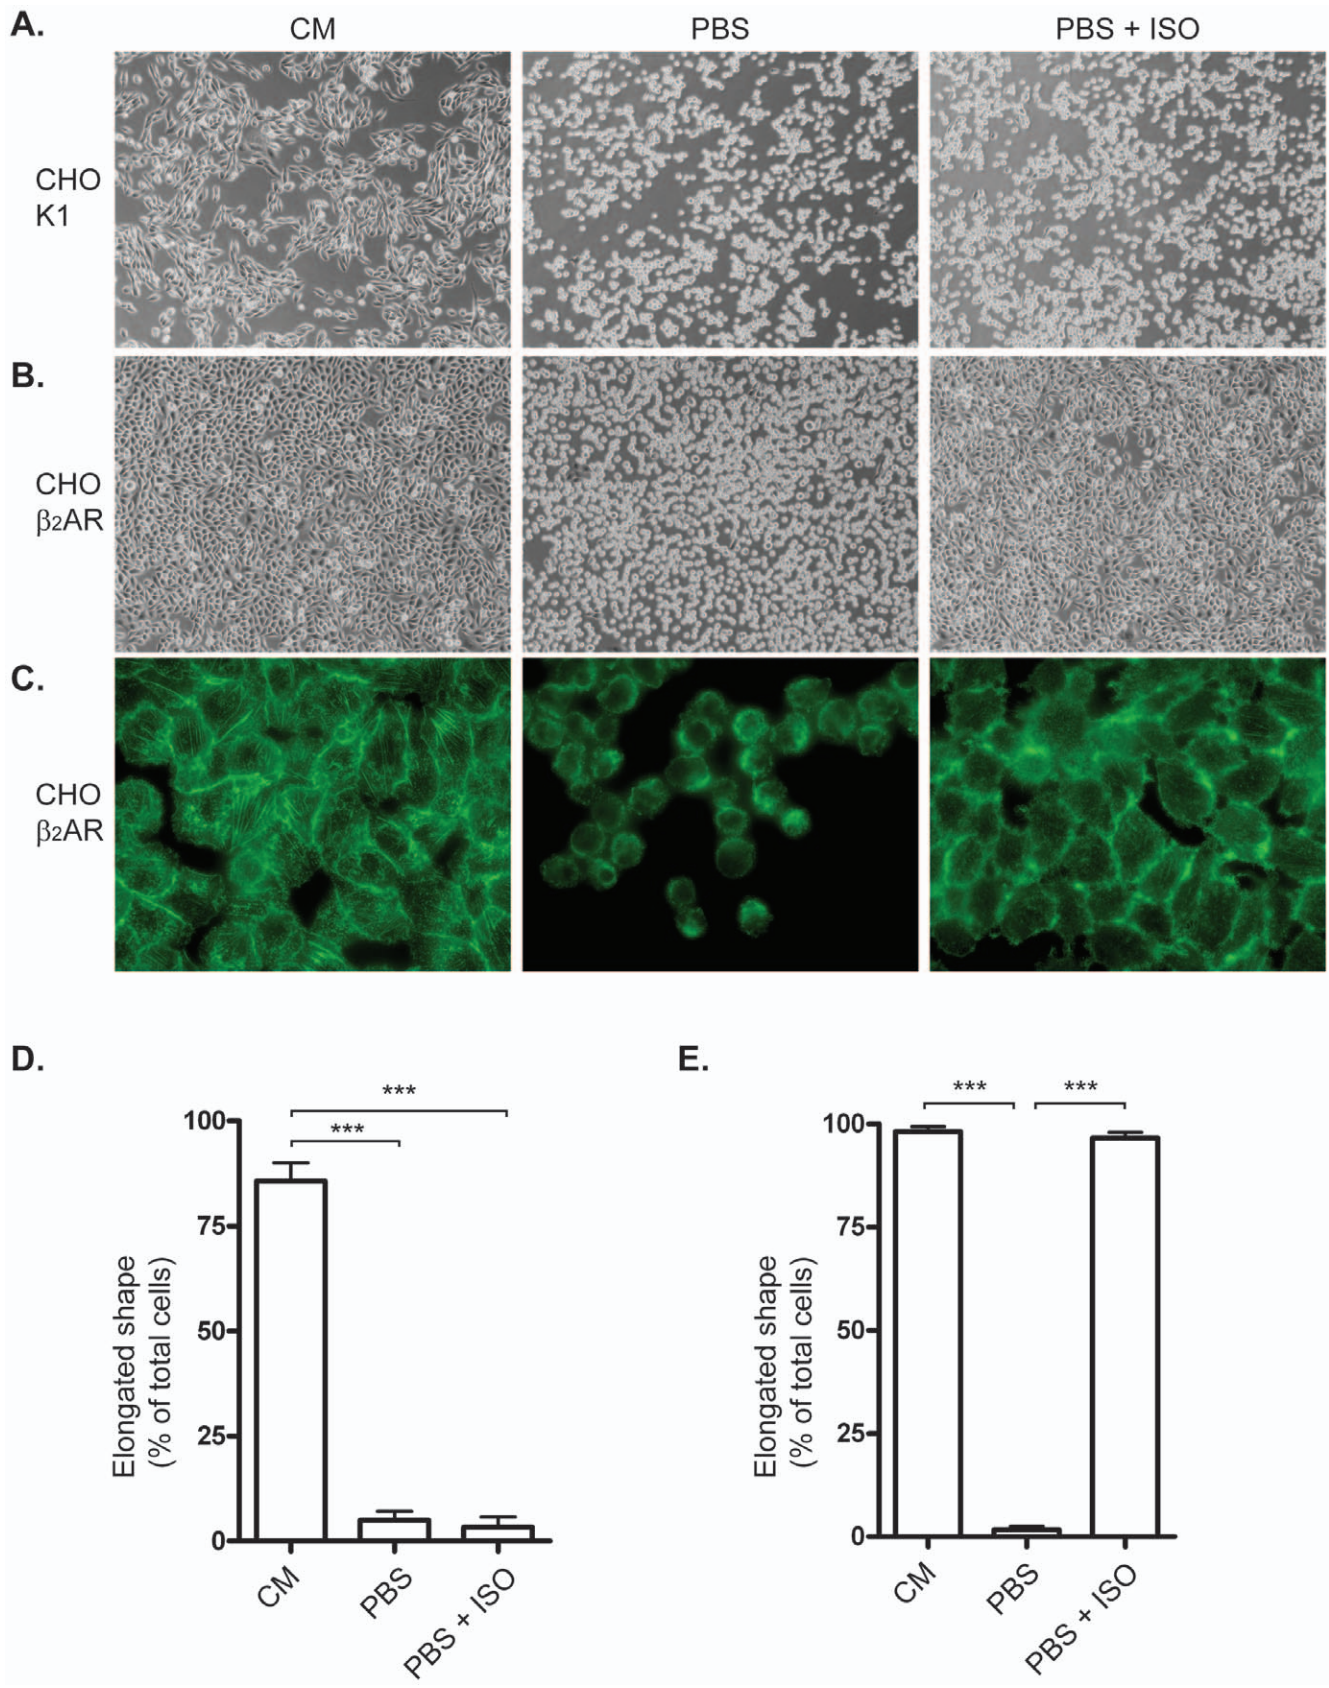 A.
CM PBS PBS + ISO
CHO
K1
B.
CHO
β₂AR
C.
CHO
β₂AR
D.
***
***
100
75
50
25
0
Elongated shape
(% of total cells)
CM
PBS
PBS + ISO
E.
*** ***
100
75
50
25
0
Elongated shape
(% of total cells)
CM
PBS
PBS + ISO